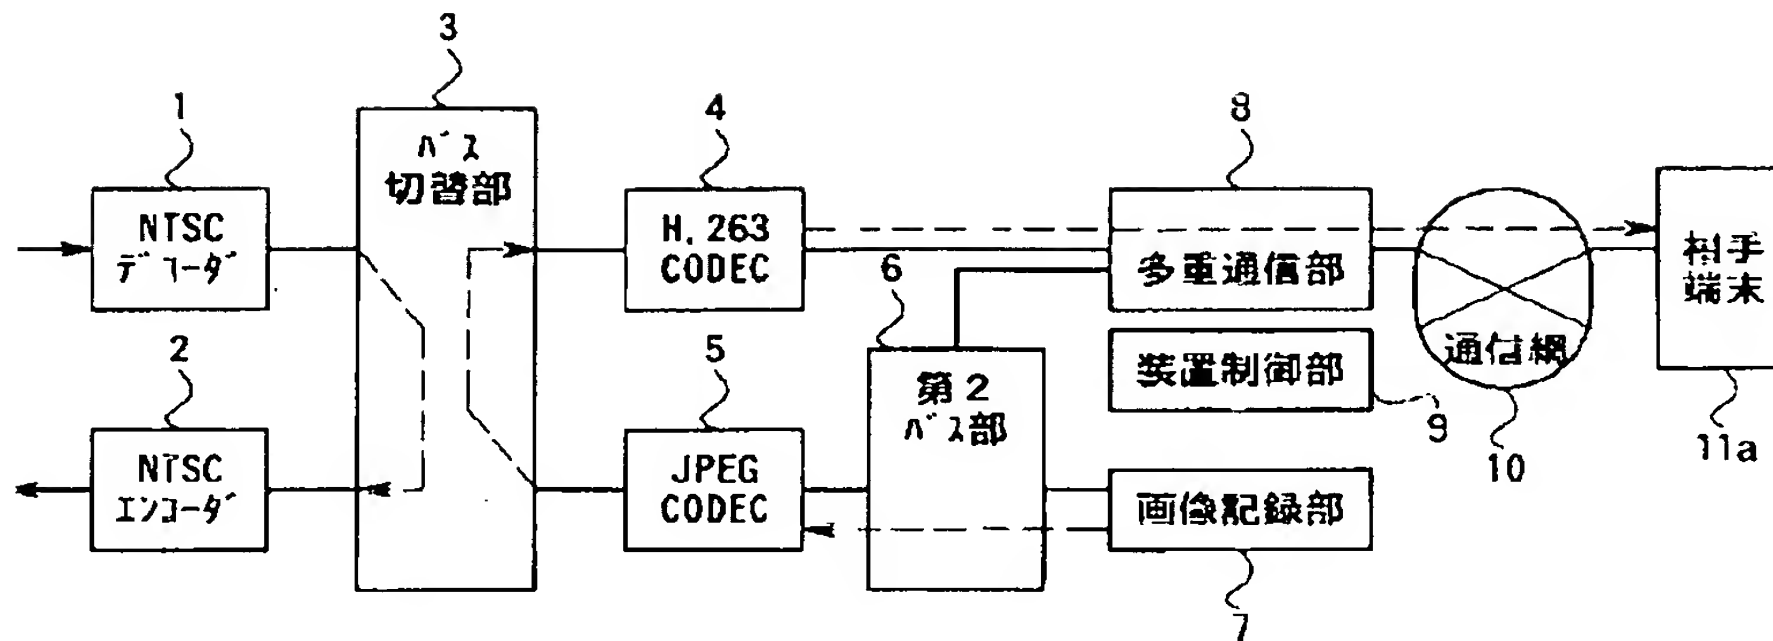 3
1
4
8
バス
切替部
NTSC
デコーダ
H.263
CODEC
6
多重通信部
相手
端末
通信網
2
5
装置制御部
第2
バス部
9
10
11a
NTSC
エンコーダ
JPEG
CODEC
画像記録部
7